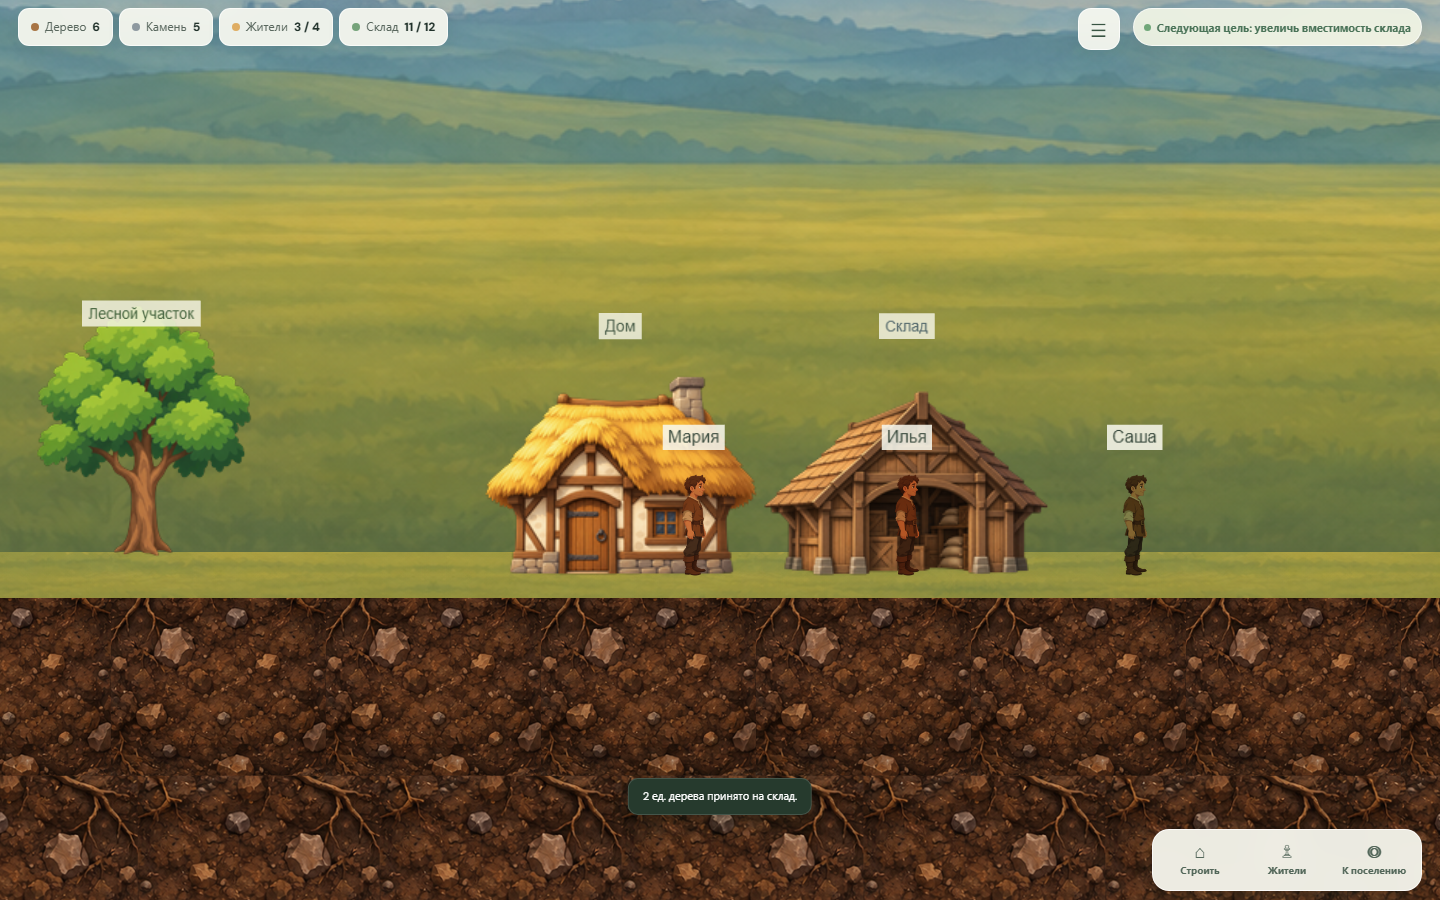 Дерево 6
Камень 5
Жители 3 / 4
Склад 11 / 12
Следующая цель: увеличь вместимость склада
Лесной участок
Дом
Склад
Мария
Илья
Саша
2 ед. дерева принято на склад.
Строить
Жители
К поселению